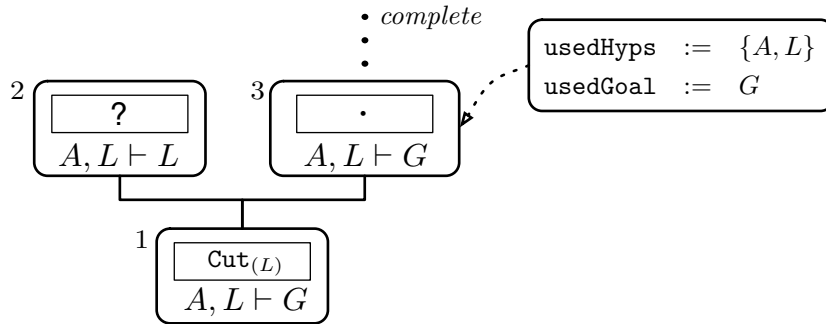 complete
usedHyps := {A, L}
usedGoal := G
2
?
A, L ⊢ L
3
·
A, L ⊢ G
1
Cut(L)
A, L ⊢ G